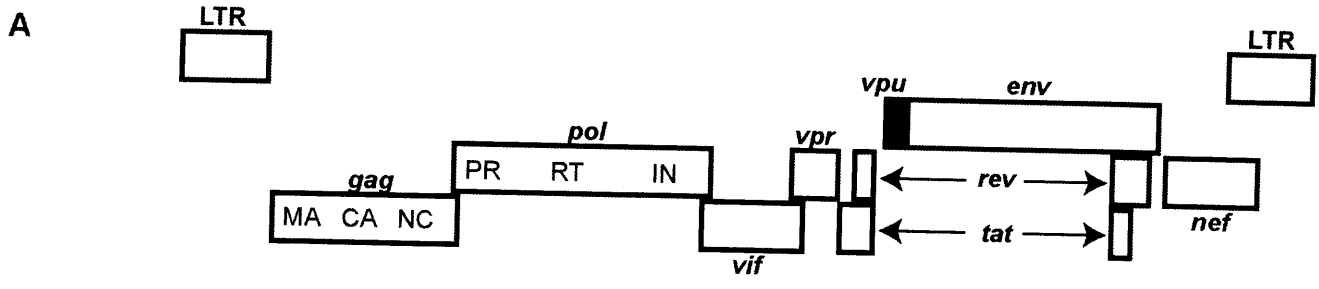 A
LTR
LTR
vpu
env
pol
vpr
PR RT IN
rev
gag
MA CA NC
nef
tat
vif